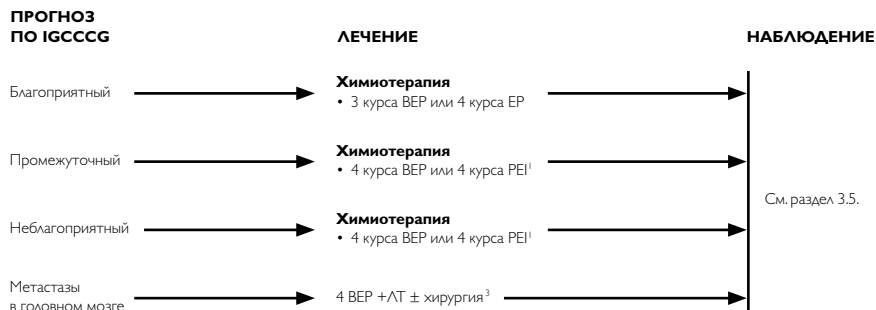 ПРОГНОЗ
ПО IGCCCG
ЛЕЧЕНИЕ
НАБЛЮДЕНИЕ
Благоприятный
Химиотерапия
• 3 курса BEP или 4 курса EP
Промежуточный
Химиотерапия
• 4 курса BEP или 4 курса PEI¹
Неблагоприятный
Химиотерапия
• 4 курса BEP или 4 курса PEI¹
См. раздел 3.5.
Метастазы
в головном мозге
4 BEP +ЛТ ± хирургия³